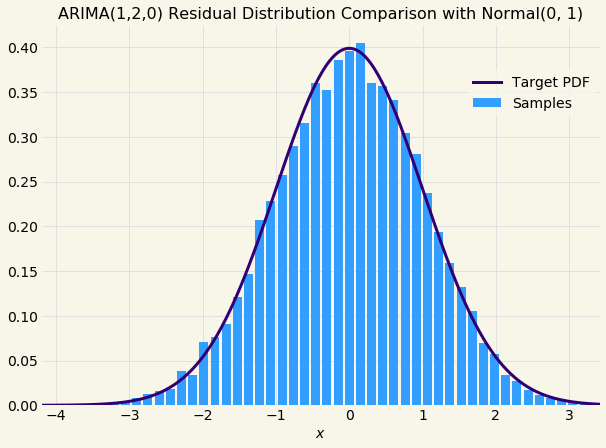 ARIMA(1,2,0) Residual Distribution Comparison with Normal(0, 1)
0.40
0.35
0.30
0.25
0.20
0.15
0.10
0.05
0.00
Target PDF
Samples
−4 −3 −2 −1 0 1 2 3
x